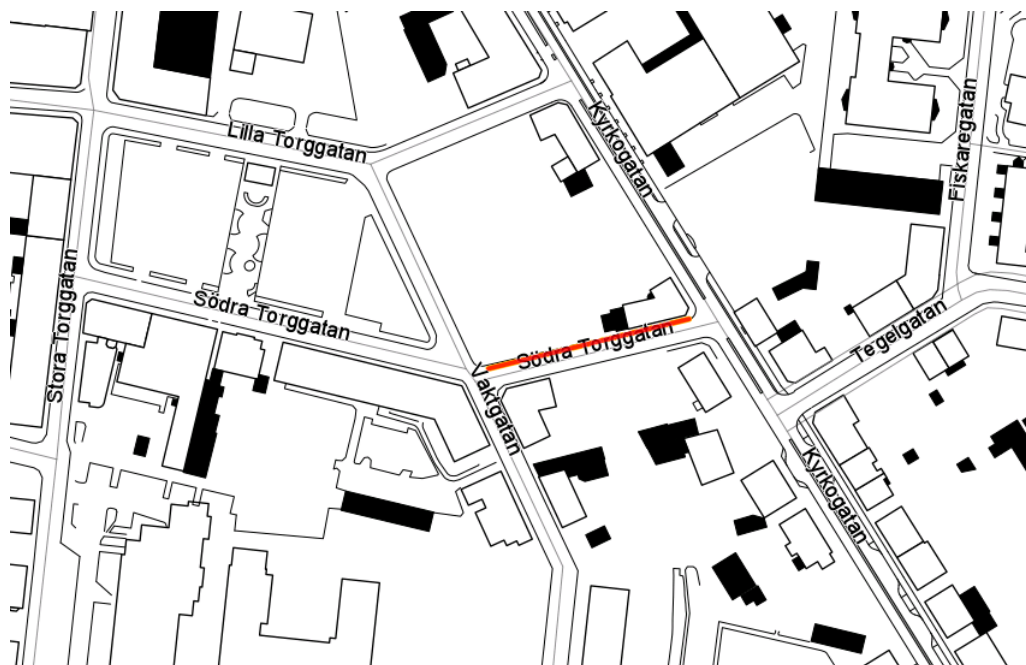 Lilla Torggatan
Kyrkogatan
Fiskaregatan
Stora Torggatan
Södra Torggatan
Södra Torggatan
Tegelgatan
Vaktgatan
Kyrkogatan